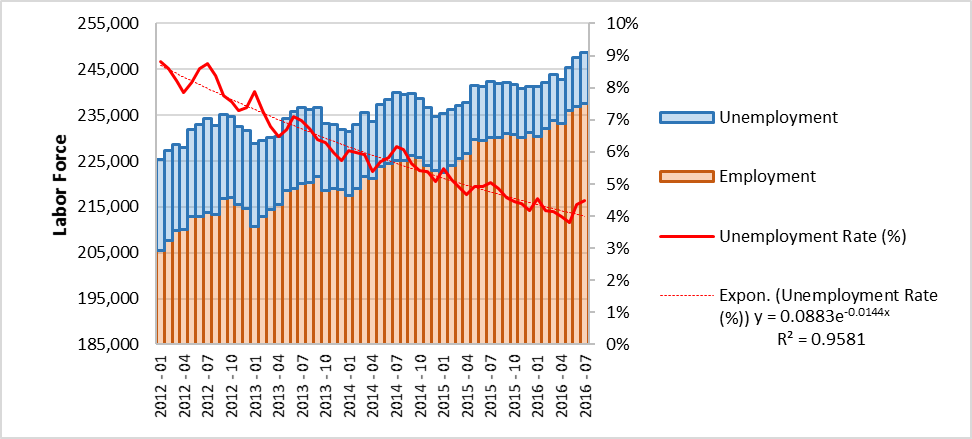 255,000
245,000
235,000
225,000
215,000
205,000
195,000
185,000
Labor Force
10%
9%
8%
7%
6%
5%
4%
3%
2%
1%
0%
2012 - 01
2012 - 04
2012 - 07
2012 - 10
2013 - 01
2013 - 04
2013 - 07
2013 - 10
2014 - 01
2014 - 04
2014 - 07
2014 - 10
2015 - 01
2015 - 04
2015 - 07
2015 - 10
2016 - 01
2016 - 04
2016 - 07
Unemployment
Employment
Unemployment Rate (%)
Expon. (Unemployment Rate
(%)) y = 0.0883e^-0.0144x
R² = 0.9581